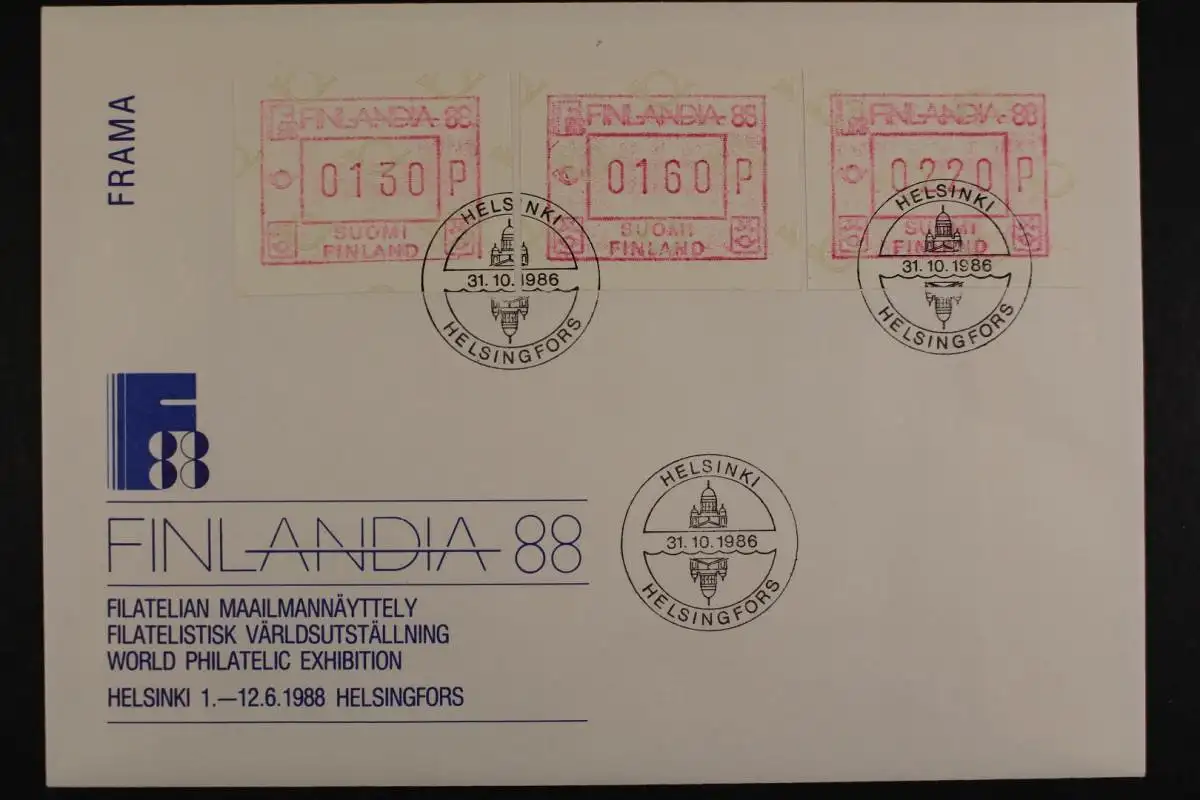 FRAMA
FINLANDIA 88
0130 P
SUOMI
FINLAND
FINLANDIA 88
0160 P
SUOMI
FINLAND
FINLANDIA 88
0220 P
SUOMI
FINLAND
HELSINKI
31.10.1986
HELSINGFORS
HELSINKI
31.10.1986
HELSINGFORS
F
88
FINLANDIA 88
FILATELIAN MAAILMANNÄYTTELY
FILATELISTISK VÄRLDSUTSTÄLLNING
WORLD PHILATELIC EXHIBITION
HELSINKI 1.—12.6.1988 HELSINGFORS
HELSINKI
31.10.1986
HELSINGFORS